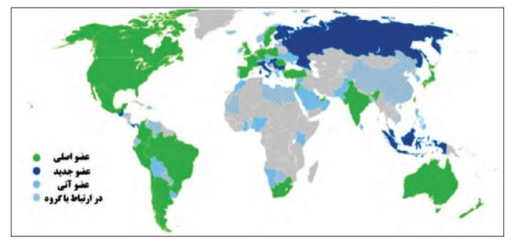 عضو اصلی
عضو جدید
عضو آتی
در ارتباط با گروه